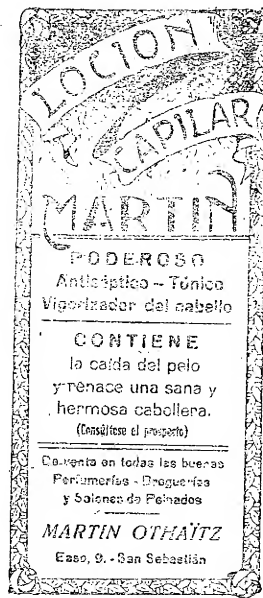 LOCION
CAPILAR
MARTIN
PODEROSO
Antiséptico - Tónico
Vigorizador del cabello
CONTIENE
la caída del pelo
y renace una sana y
hermosa cabellera.
(Consúltese el prospecto)
De venta en todas las buenas
Perfumerías - Droguerías
y Salones de Peinados
MARTIN OTHAÏTZ
Easo, 9. - San Sebastián